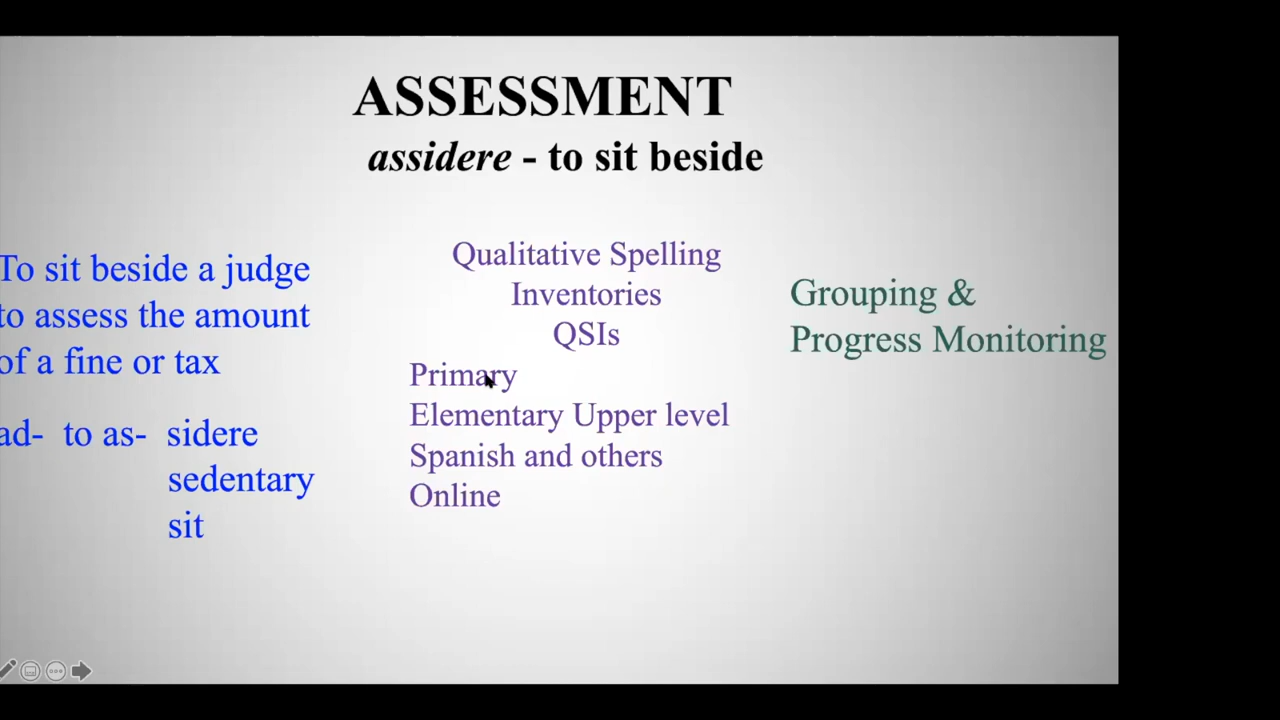 ASSESSMENT
assidere - to sit beside
To sit beside a judge
to assess the amount
of a fine or tax
ad-  to as-  sidere
sedentary
sit
Qualitative Spelling
Inventories
QSIs
Primary
Elementary Upper level
Spanish and others
Online
Grouping &
Progress Monitoring